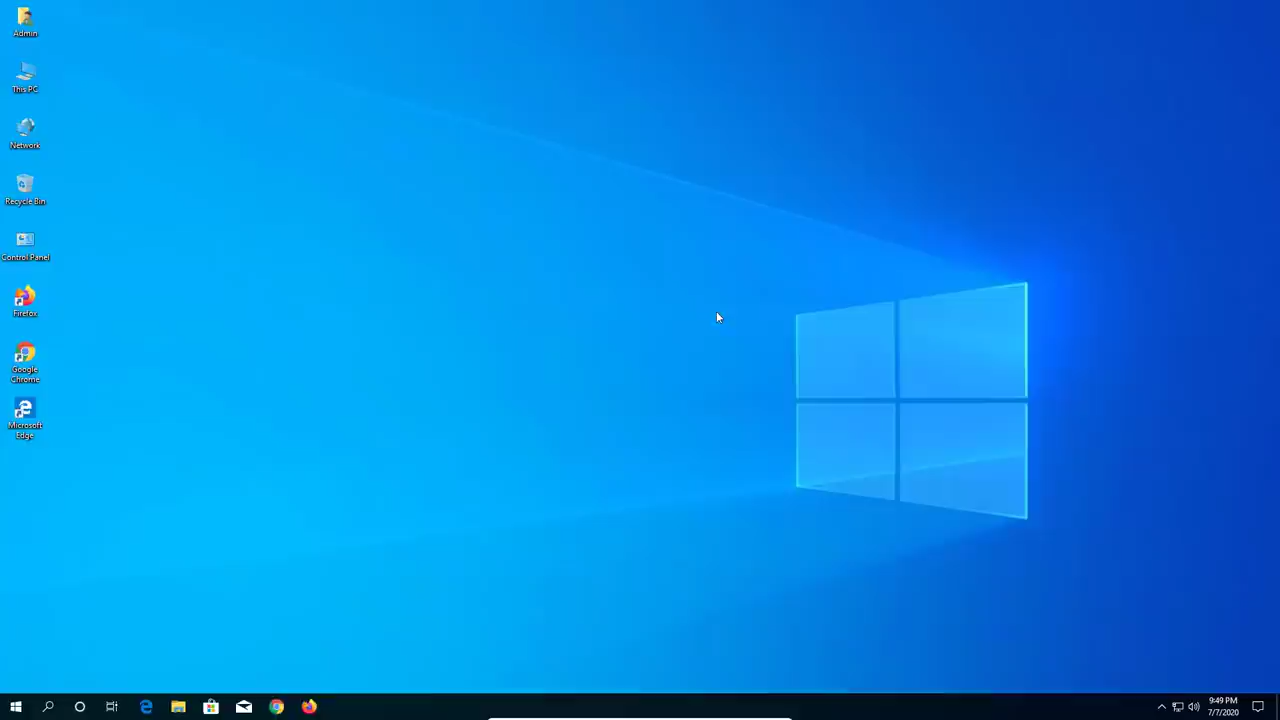 Admin
This PC
Network
Recycle Bin
Control Panel
Firefox
Google
Chrome
Microsoft
Edge
9:49 PM
7/7/2020